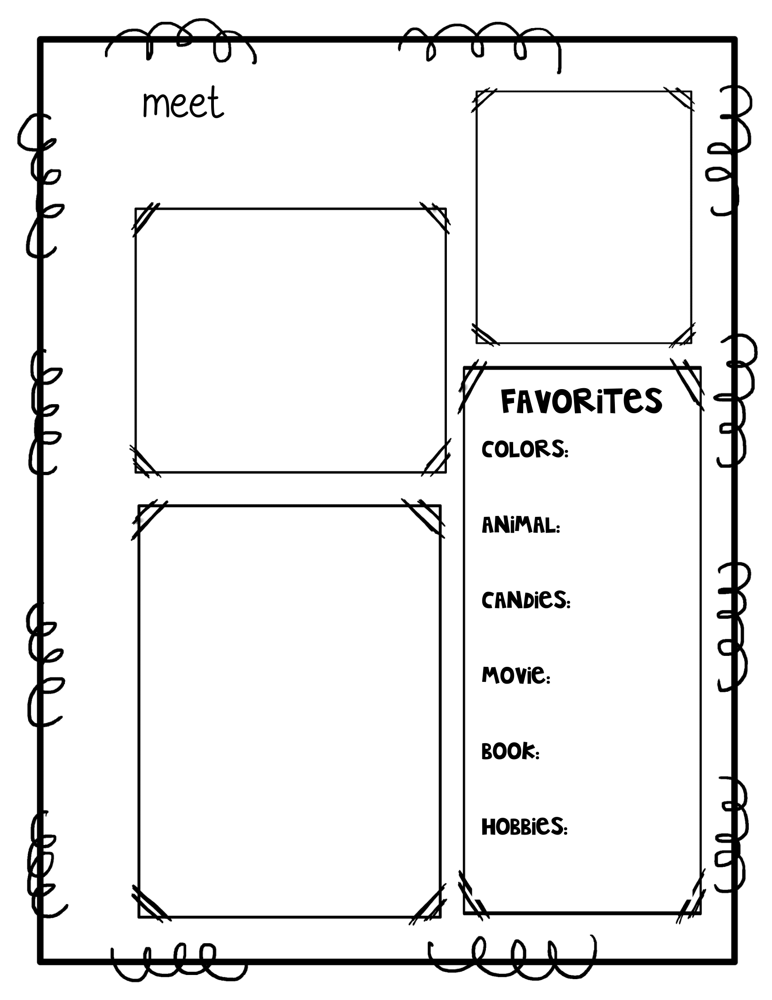 meet
FAVORiTeS
COLORS:
ANiMAL:
CANDieS:
MOVie:
BOOK:
HOBBieS: